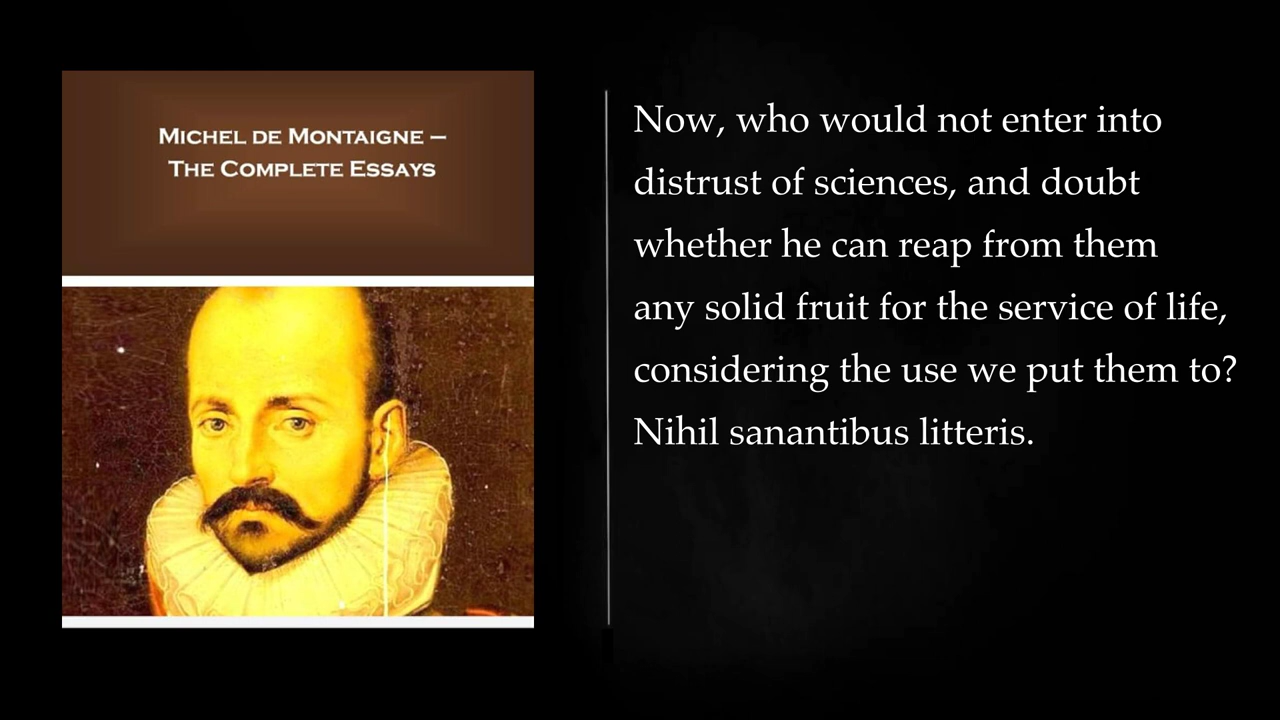 MICHEL DE MONTAIGNE –
THE COMPLETE ESSAYS
Now, who would not enter into
distrust of sciences, and doubt
whether he can reap from them
any solid fruit for the service of life,
considering the use we put them to?
Nihil sanantibus litteris.